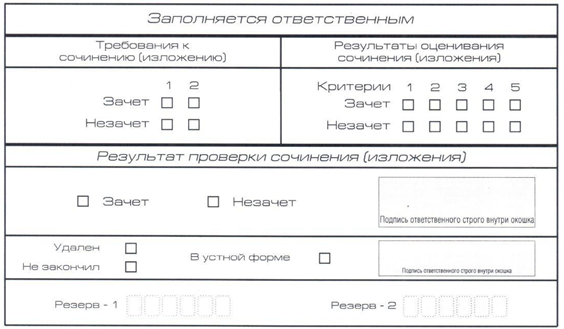 Заполняется ответственным
Требования к
сочинению (изложению)
1 2
Зачет
Незачет
Результаты оценивания
сочинения (изложения)
Критерии 1 2 3 4 5
Зачет
Незачет
Результат проверки сочинения (изложения)
Зачет Незачет
Подпись ответственного строго внутри окошка
Удален
Не закончил
В устной форме
Подпись ответственного строго внутри окошка
Резерв - 1 Резерв - 2